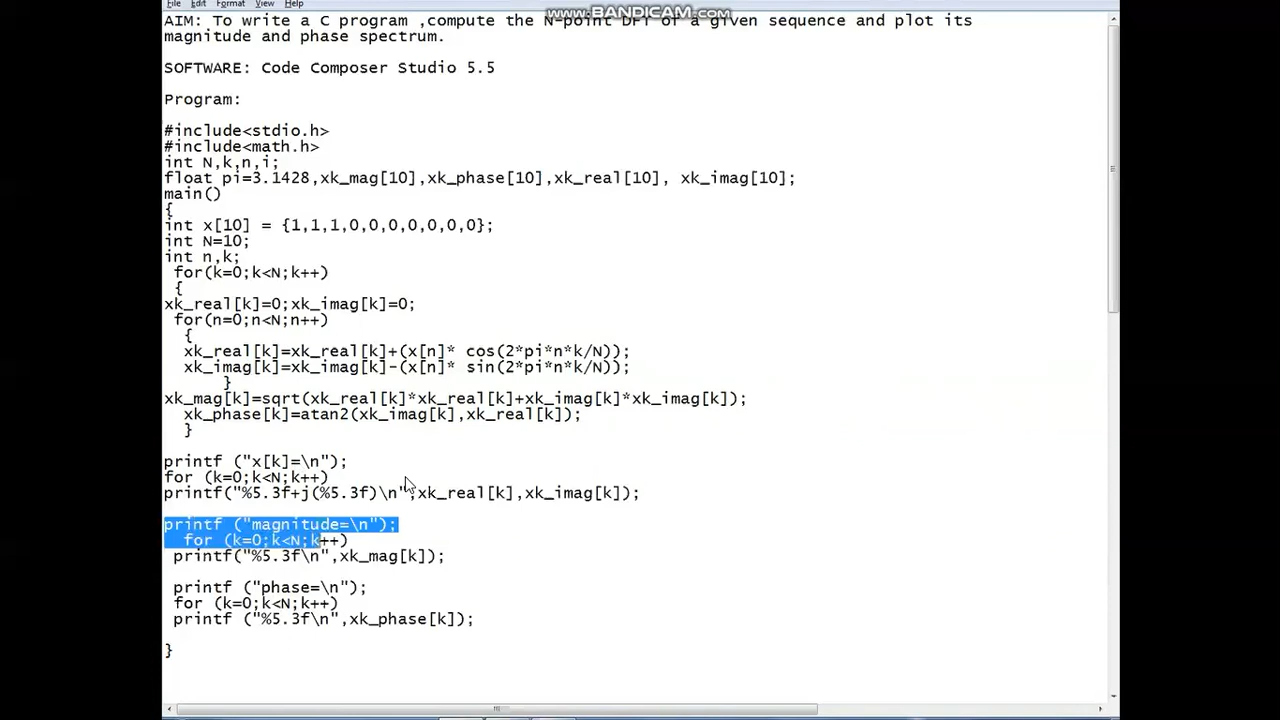 File Edit Format View Help
www.BANDICAM.com
AIM: To write a C program ,compute the N-point DFT of a given sequence and plot its
magnitude and phase spectrum.
SOFTWARE: Code Composer Studio 5.5
Program:
#include<stdio.h>
#include<math.h>
int N,k,n,i;
float pi=3.1428,xk_mag[10],xk_phase[10],xk_real[10], xk_imag[10];
main()
{
int x[10] = {1,1,1,0,0,0,0,0,0,0};
int N=10;
int n,k;
for(k=0;k<N;k++)
{
xk_real[k]=0;xk_imag[k]=0;
for(n=0;n<N;n++)
{
xk_real[k]=xk_real[k]+(x[n]* cos(2*pi*n*k/N));
xk_imag[k]=xk_imag[k]-(x[n]* sin(2*pi*n*k/N));
}
xk_mag[k]=sqrt(xk_real[k]*xk_real[k]+xk_imag[k]*xk_imag[k]);
xk_phase[k]=atan2(xk_imag[k],xk_real[k]);
}
printf ("x[k]=\n");
for (k=0;k<N;k++)
printf("%5.3f+j(%5.3f)\n",xk_real[k],xk_imag[k]);
printf ("magnitude=\n");
for (k=0;k<N;k++)
printf("%5.3f\n",xk_mag[k]);
printf ("phase=\n");
for (k=0;k<N;k++)
printf ("%5.3f\n",xk_phase[k]);
}